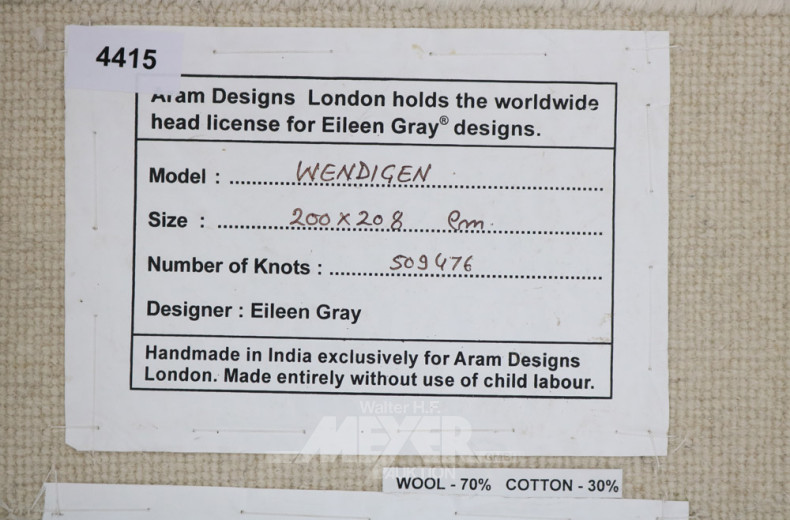 4415
Aram Designs London holds the worldwide
head license for Eileen Gray® designs.
Model : WENDIGEN
Size : 200 x 208 cm.
Number of Knots : 509476
Designer : Eileen Gray
Handmade in India exclusively for Aram Designs
London. Made entirely without use of child labour.
Walter H.F.
MEYER
AUCTION
WOOL - 70% COTTON - 30%